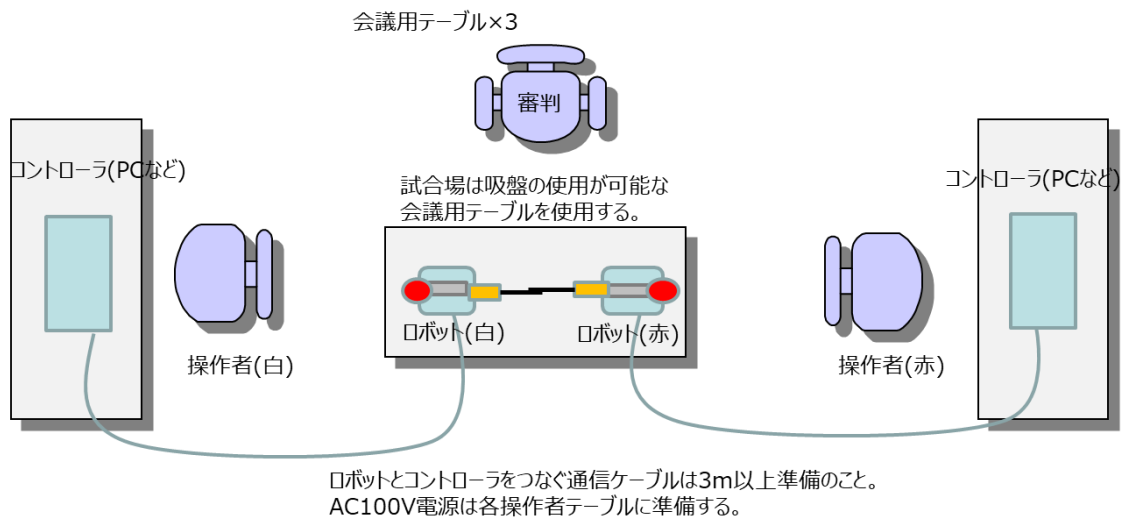 会議用テーブル×3
審判
コントローラ(PCなど)
コントローラ(PCなど)
試合場は吸盤の使用が可能な
会議用テーブルを使用する。
ロボット(白)
ロボット(赤)
操作者(白)
操作者(赤)
ロボットとコントローラをつなぐ通信ケーブルは3m以上準備のこと。
AC100V電源は各操作者テーブルに準備する。